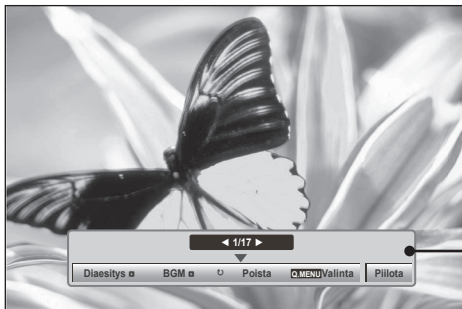 ◀ 1/17 ▶
Diaesitys BGM ↻ Poista Q.MENU Valinta Piilota